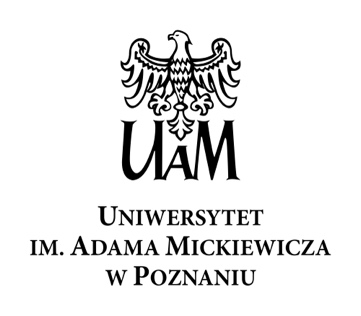 UAM
UNIWERSYTET
IM. ADAMA MICKIEWICZA
W POZNANIU